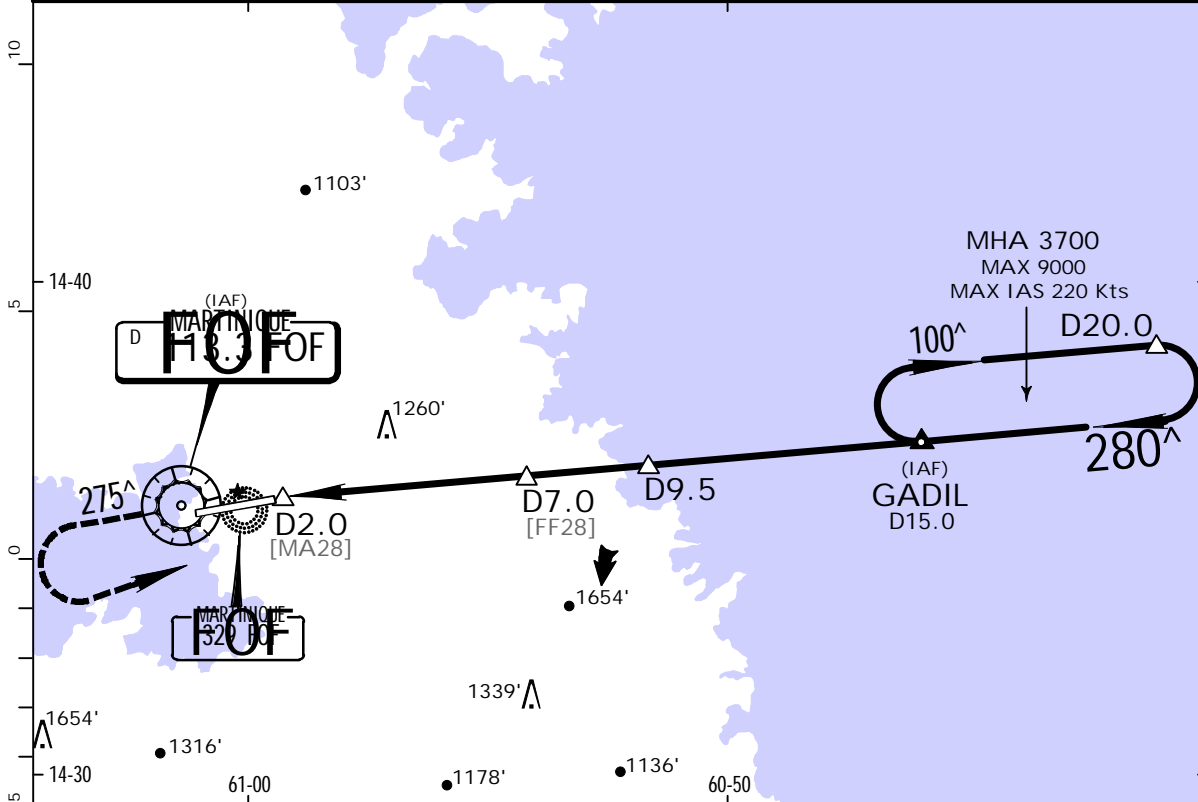 10
1103'
MHA 3700
MAX 9000
MAX IAS 220 Kts
14-40
5
(IAF)
MARTINIQUE
D
FOF
D20.0
100^
1260'
280^
(IAF)
GADIL
D15.0
D9.5
D7.0
[FF28]
275^
D2.0
[MA28]
0
1654'
MARTINIQUE
329 FOF
FOF
1339'
1654'
1316'
1136'
1178'
14-30
61-00
60-50
5